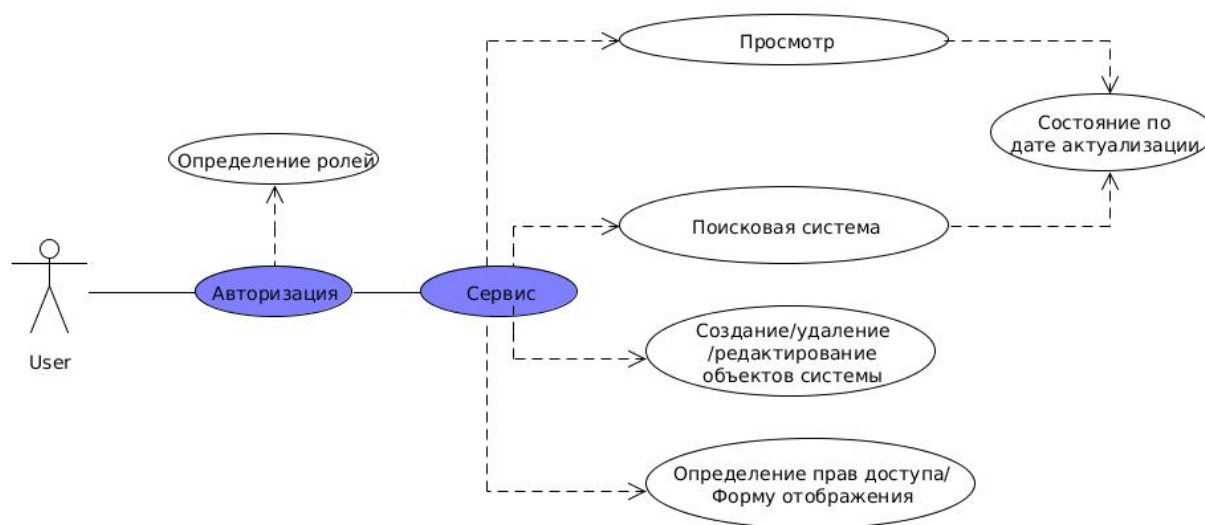 Просмотр
Состояние по
дате актуализации
Определение ролей
Поисковая система
User
Авторизация
Сервис
Создание/удаление
/редактирование
объектов системы
Определение прав доступа/
Форму отображения